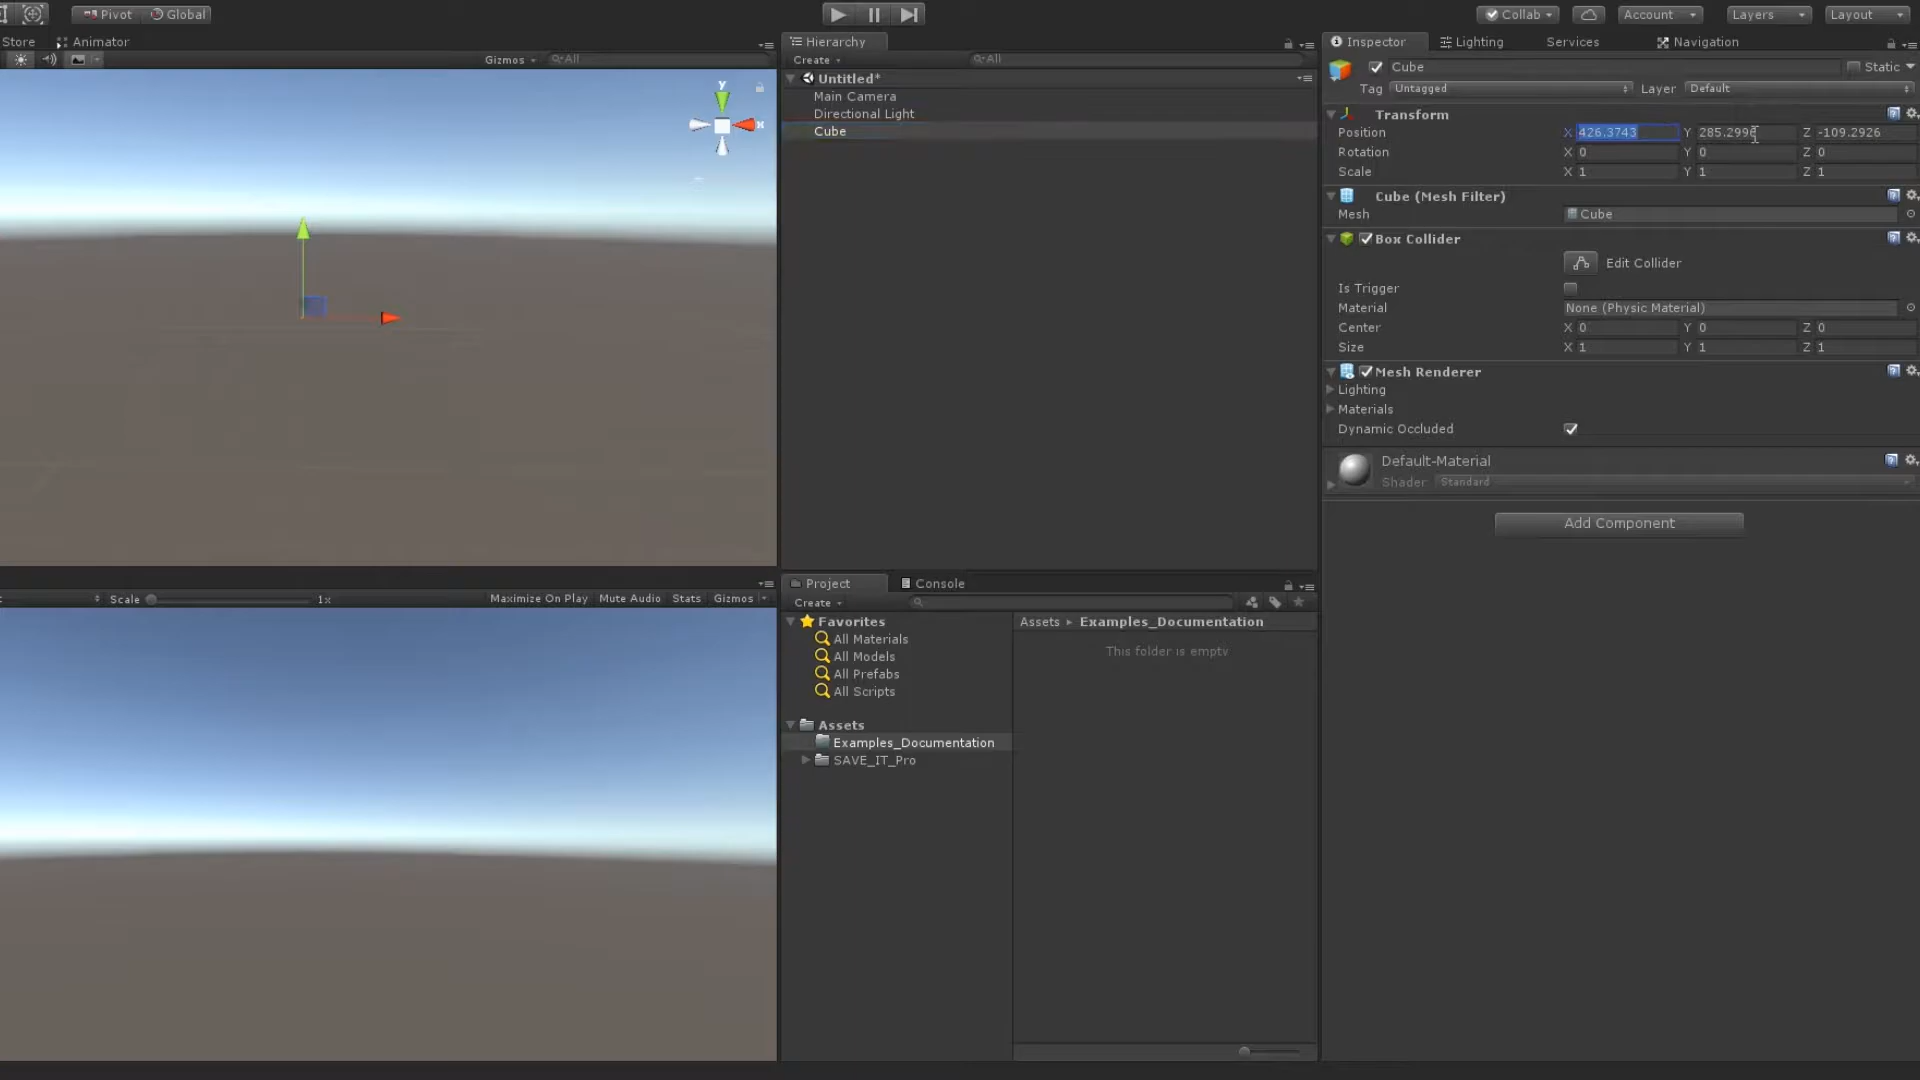 Pivot Global Collab Account Layers Layout
Store Animator
Gizmos All
y
x
Hierarchy
Create All
Untitled*
Main Camera
Directional Light
Cube
Inspector Lighting Services Navigation
Cube Static
Tag Untagged Layer Default
Transform
Position X 426.3743 Y 285.2996 Z -109.2926
Rotation X 0 Y 0 Z 0
Scale X 1 Y 1 Z 1
Cube (Mesh Filter)
Mesh Cube
Box Collider
Edit Collider
Is Trigger
Material None (Physic Material)
Center X 0 Y 0 Z 0
Size X 1 Y 1 Z 1
Mesh Renderer
Lighting
Materials
Dynamic Occluded
Default-Material
Shader Standard
Add Component
Scale 1x Maximize On Play Mute Audio Stats Gizmos
Project Console
Create
Favorites
All Materials
All Models
All Prefabs
All Scripts
Assets
Examples_Documentation
SAVE_IT_Pro
Assets ▸ Examples_Documentation
This folder is empty